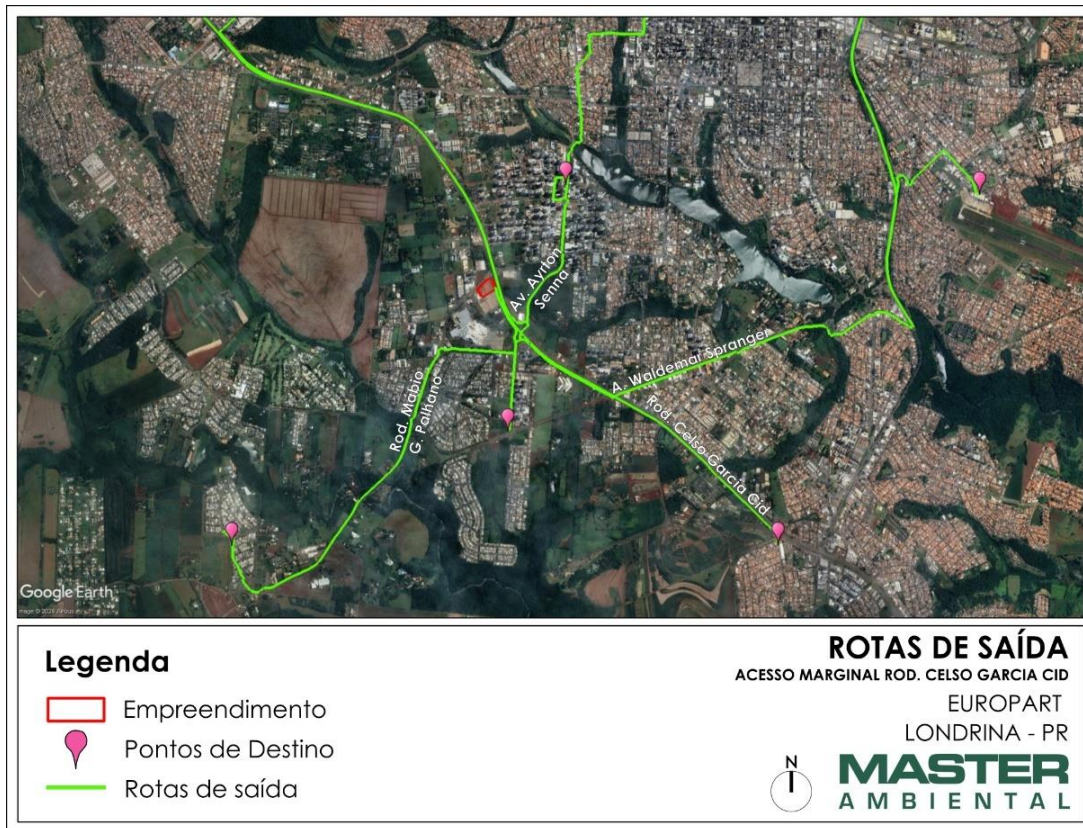 Av. Ayrton
Senna
A. Waldemar Spranger
Rod. Mabio
G. Palhano
Rod. Celso Garcia Cid
Google Earth
Legenda
Empreendimento
Pontos de Destino
Rotas de saída
ROTAS DE SAÍDA
ACESSO MARGINAL ROD. CELSO GARCIA CID
EUROPART
LONDRINA - PR
N
MASTER
AMBIENTAL